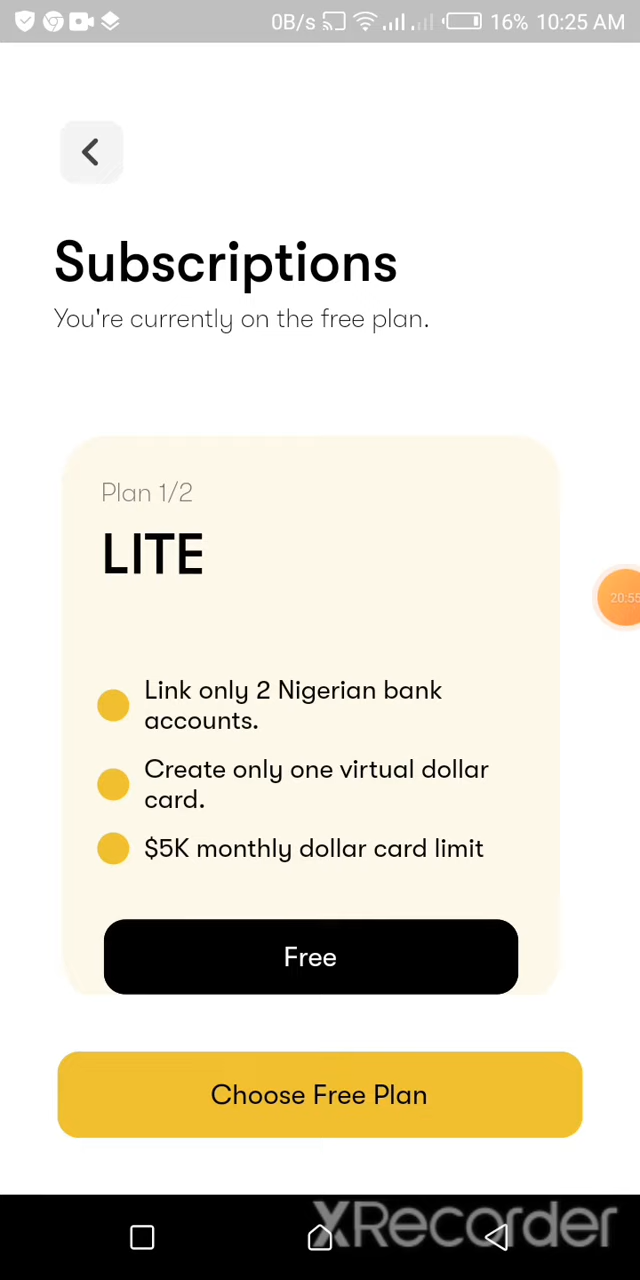 0B/s 16% 10:25 AM
Subscriptions
You're currently on the free plan.
Plan 1/2
LITE
20:55
Link only 2 Nigerian bank
accounts.
Create only one virtual dollar
card.
$5K monthly dollar card limit
Free
Choose Free Plan
XRecorder